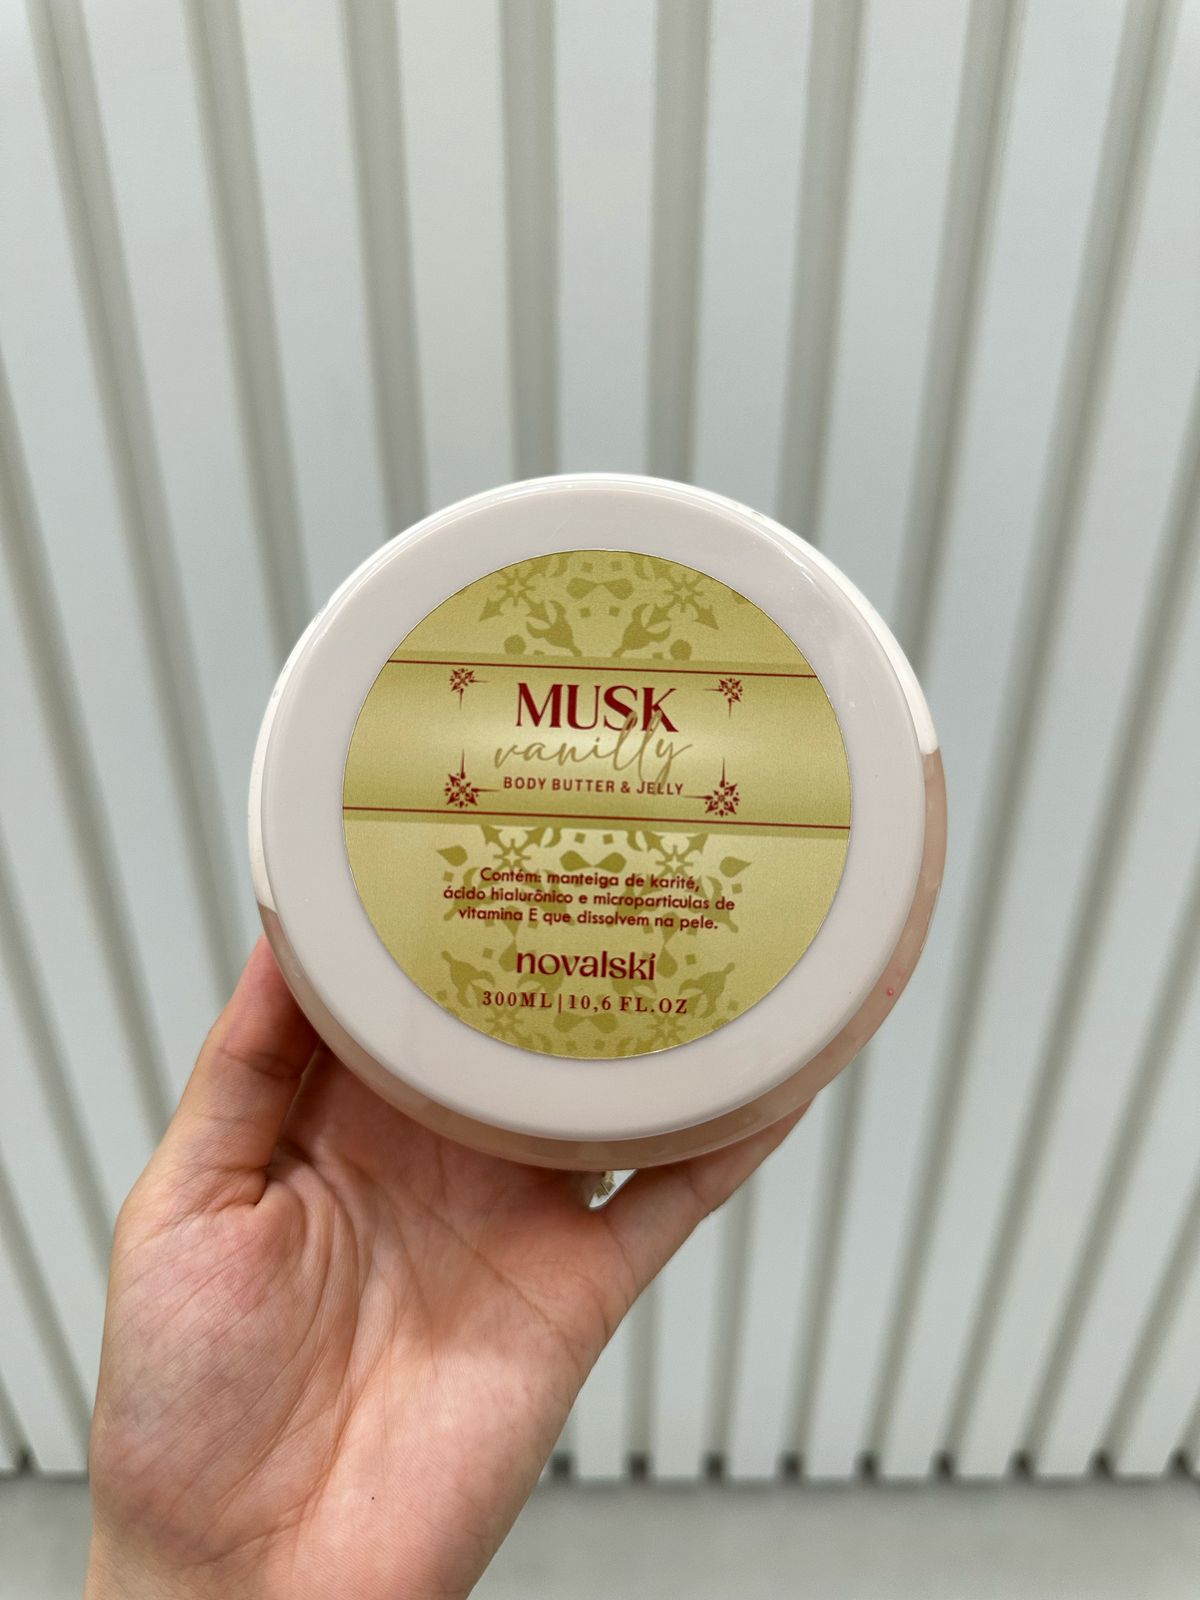 MUSK
vanilly
BODY BUTTER & JELLY
Contém: manteiga de karité,
ácido hialurônico e microparticulas de
vitamina E que dissolvem na pele.
novalski
300ML|10,6 FL.OZ